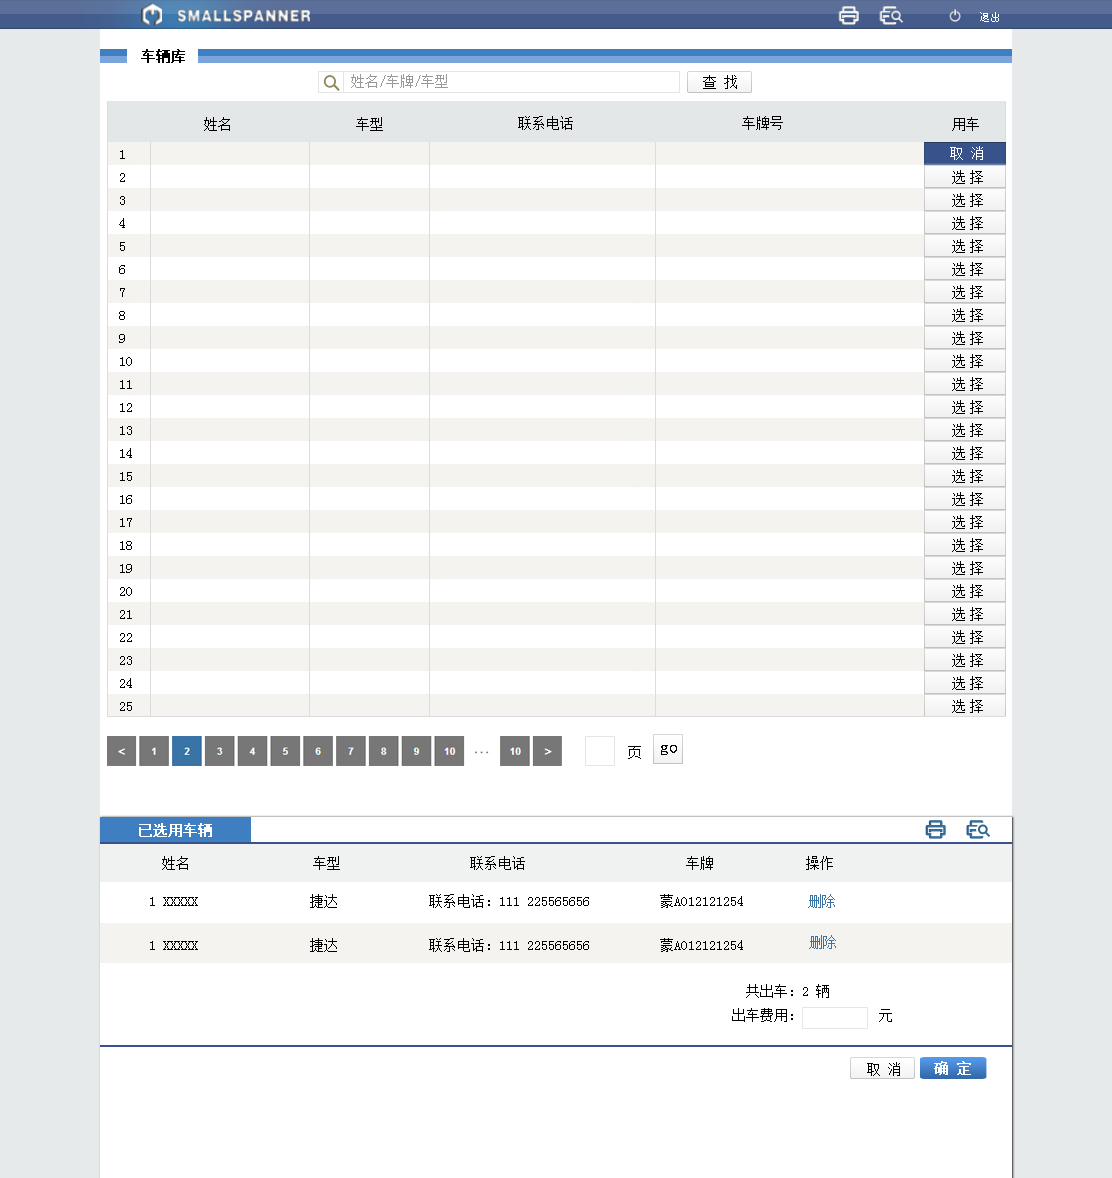 SMALLSPANNER 退出
车辆库
姓名/车牌/车型 查 找
姓名 车型 联系电话 车牌号 用车
1 取 消
2 选 择
3 选 择
4 选 择
5 选 择
6 选 择
7 选 择
8 选 择
9 选 择
10 选 择
11 选 择
12 选 择
13 选 择
14 选 择
15 选 择
16 选 择
17 选 择
18 选 择
19 选 择
20 选 择
21 选 择
22 选 择
23 选 择
24 选 择
25 选 择
< 1 2 3 4 5 6 7 8 9 10 ··· 10 > 页 go
已选用车辆
姓名 车型 联系电话 车牌 操作
1 XXXXX 捷达 联系电话：111 225565656 蒙A012121254 删除
1 XXXXX 捷达 联系电话：111 225565656 蒙A012121254 删除
共出车：2 辆
出车费用： 元
取 消 确 定